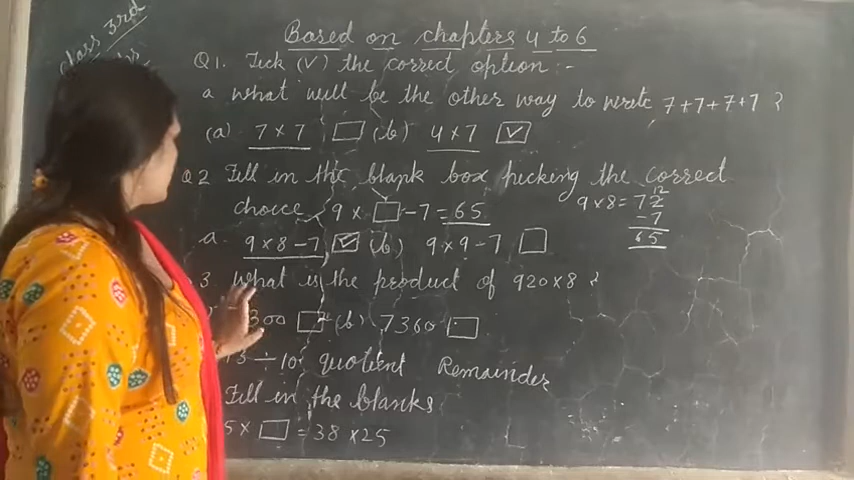 class 3rd
Based on chapters 4 to 6
Q1. Tick (V) the correct option :-
a what will be the other way to write 7+7+7+7 ?
(a) 7 × 7 (b) 4 × 7 ✓
Q2 Fill in the blank box picking the correct
choice 9 × □ - 7 = 65
9 × 8 = 72
12
- 7
65
a. 9 × 8 - 7 ✓ (b) 9 × 9 - 7 □
3 What is the product of 920 × 8 ?
300 □ (b) 7360 □
÷ 10 quotient Remainder
Fill in the blanks
5 × □ = 38 × 25